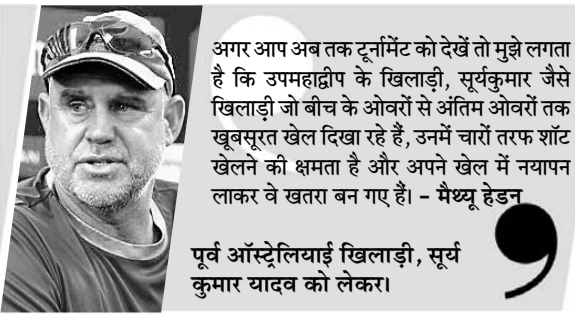 अगर आप अब तक टूर्नामेंट को देखें तो मुझे लगता
है कि उपमहाद्वीप के खिलाड़ी, सूर्यकुमार जैसे
खिलाड़ी जो बीच के ओवरों से अंतिम ओवरों तक
खूबसूरत खेल दिखा रहे हैं, उनमें चारों तरफ शॉट
खेलने की क्षमता है और अपने खेल में नयापन
लाकर वे खतरा बन गए हैं। – मैथ्यू हेडन
पूर्व ऑस्ट्रेलियाई खिलाड़ी, सूर्य
कुमार यादव को लेकर।